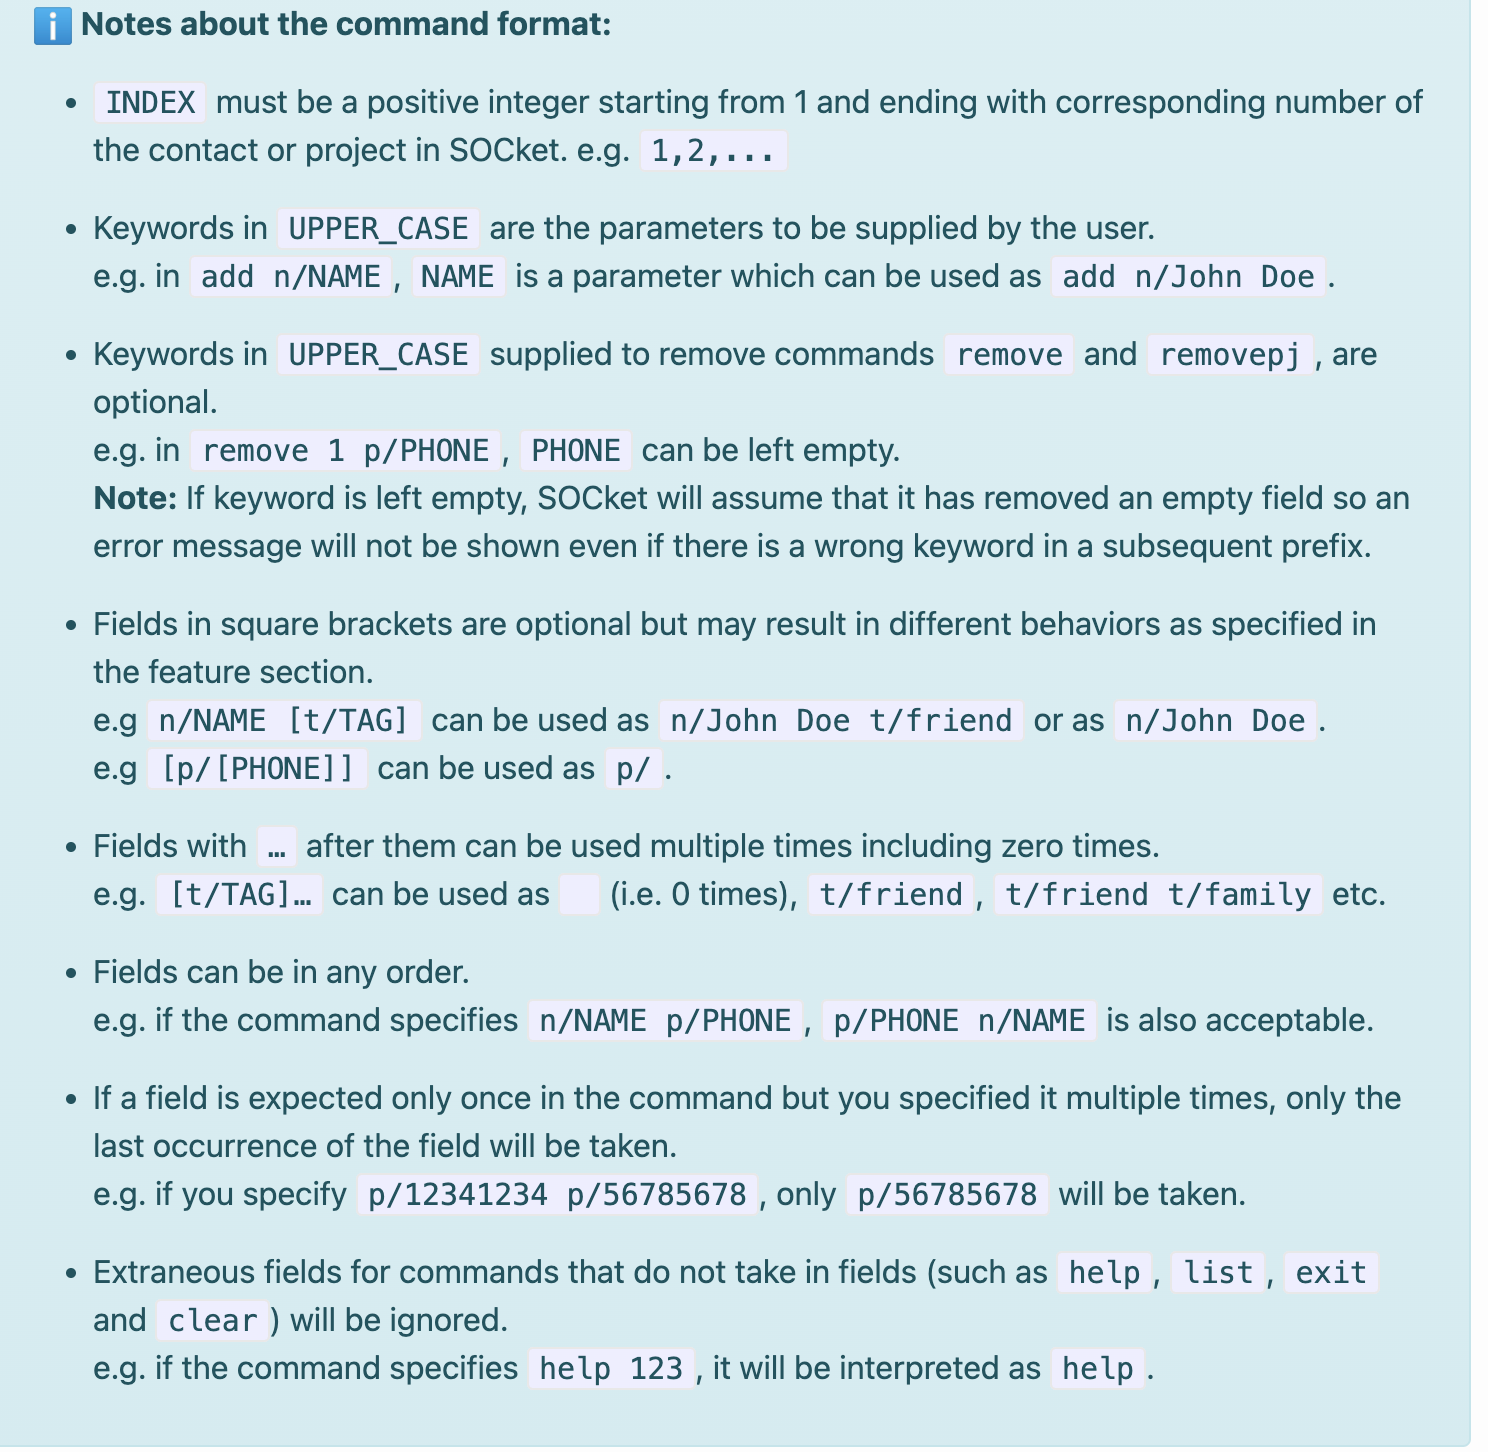 ℹ️ Notes about the command format:
• INDEX must be a positive integer starting from 1 and ending with corresponding number of
the contact or project in SOCket. e.g. 1,2,...
• Keywords in UPPER_CASE are the parameters to be supplied by the user.
e.g. in add n/NAME, NAME is a parameter which can be used as add n/John Doe.
• Keywords in UPPER_CASE supplied to remove commands remove and removepj, are
optional.
e.g. in remove 1 p/PHONE, PHONE can be left empty.
Note: If keyword is left empty, SOCket will assume that it has removed an empty field so an
error message will not be shown even if there is a wrong keyword in a subsequent prefix.
• Fields in square brackets are optional but may result in different behaviors as specified in
the feature section.
e.g n/NAME [t/TAG] can be used as n/John Doe t/friend or as n/John Doe.
e.g [p/[PHONE]] can be used as p/.
• Fields with … after them can be used multiple times including zero times.
e.g. [t/TAG]… can be used as   (i.e. 0 times), t/friend, t/friend t/family etc.
• Fields can be in any order.
e.g. if the command specifies n/NAME p/PHONE, p/PHONE n/NAME is also acceptable.
• If a field is expected only once in the command but you specified it multiple times, only the
last occurrence of the field will be taken.
e.g. if you specify p/12341234 p/56785678, only p/56785678 will be taken.
• Extraneous fields for commands that do not take in fields (such as help, list, exit
and clear) will be ignored.
e.g. if the command specifies help 123, it will be interpreted as help.